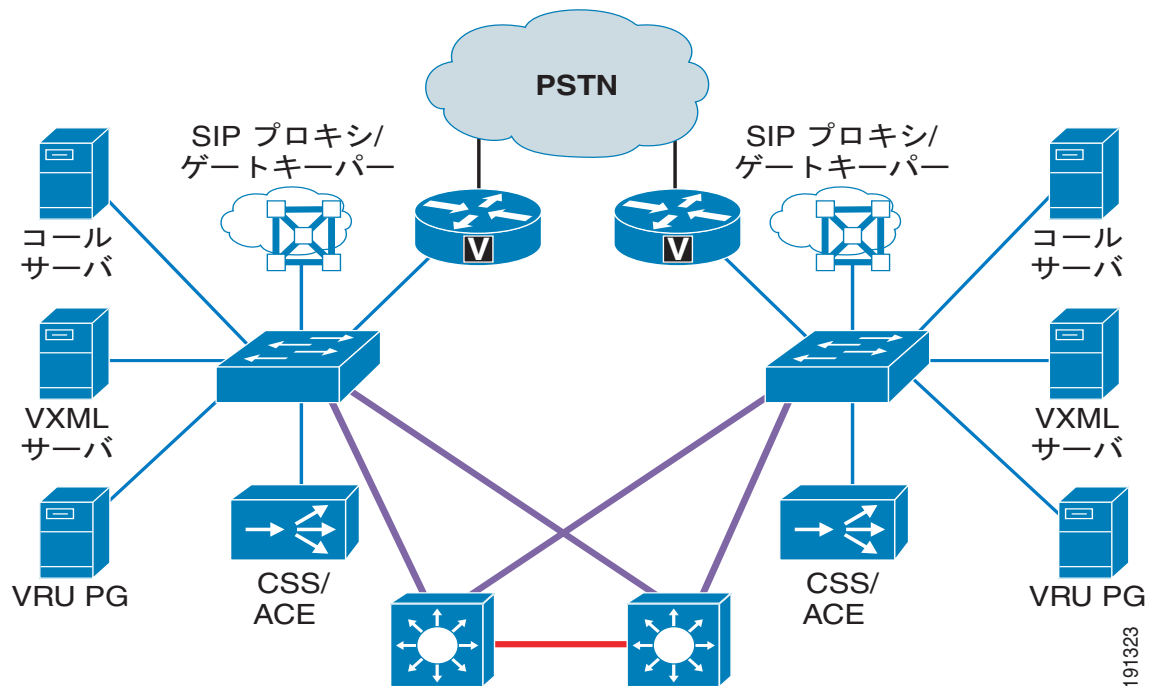 PSTN
SIP プロキシ/
ゲートキーパー
SIP プロキシ/
ゲートキーパー
V
V
コール
サーバ
コール
サーバ
VXML
サーバ
VXML
サーバ
VRU PG
CSS/
ACE
CSS/
ACE
VRU PG
191323